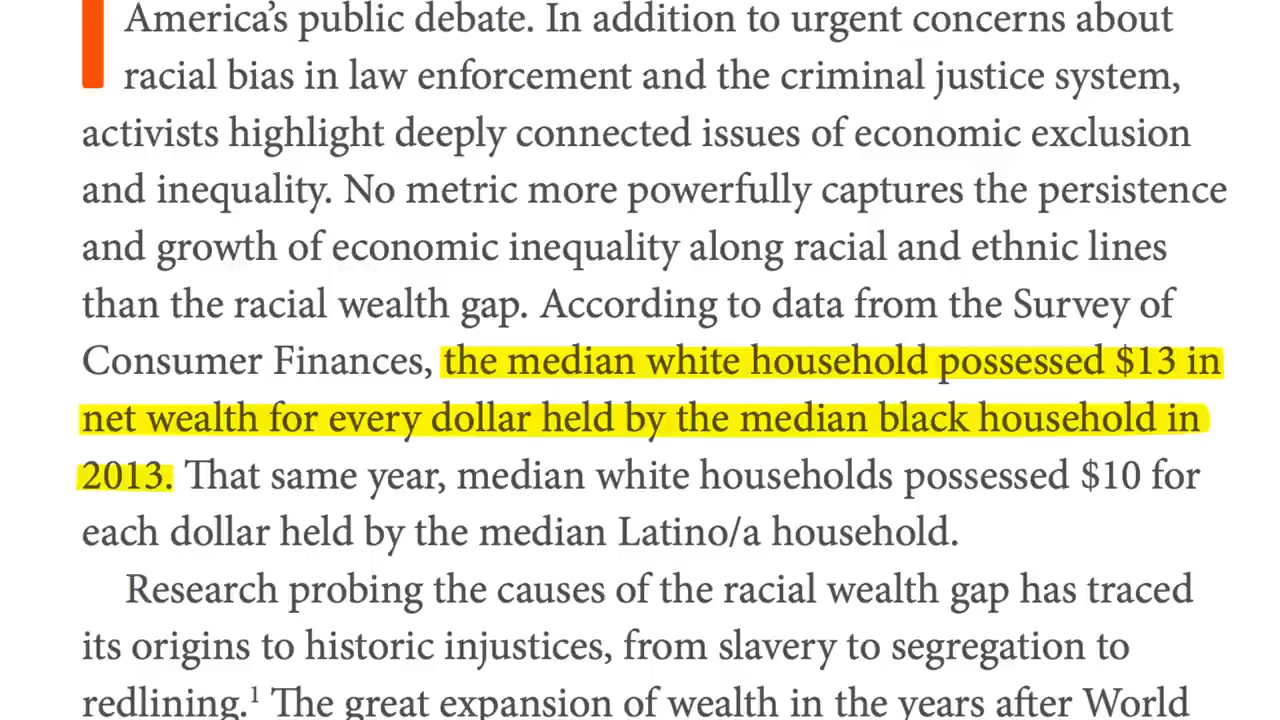 America's public debate. In addition to urgent concerns about
racial bias in law enforcement and the criminal justice system,
activists highlight deeply connected issues of economic exclusion
and inequality. No metric more powerfully captures the persistence
and growth of economic inequality along racial and ethnic lines
than the racial wealth gap. According to data from the Survey of
Consumer Finances, the median white household possessed $13 in
net wealth for every dollar held by the median black household in
2013. That same year, median white households possessed $10 for
each dollar held by the median Latino/a household.
Research probing the causes of the racial wealth gap has traced
its origins to historic injustices, from slavery to segregation to
redlining.¹ The great expansion of wealth in the years after World